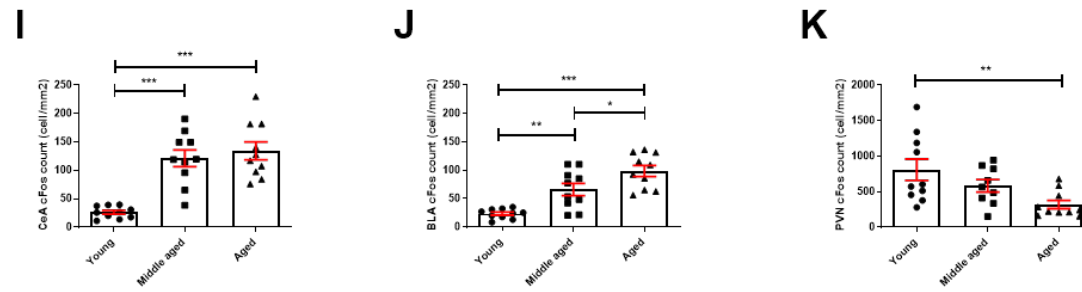 I
CeA cFos count (cell/mm2)
250
200
150
100
50
0
***
***
Young
Middle aged
Aged
J
BLA cFos count (cell/mm2)
250
200
150
100
50
0
***
*
**
Young
Middle aged
Aged
K
PVN cFos count (cell/mm2)
2000
1500
1000
500
0
**
Young
Middle aged
Aged